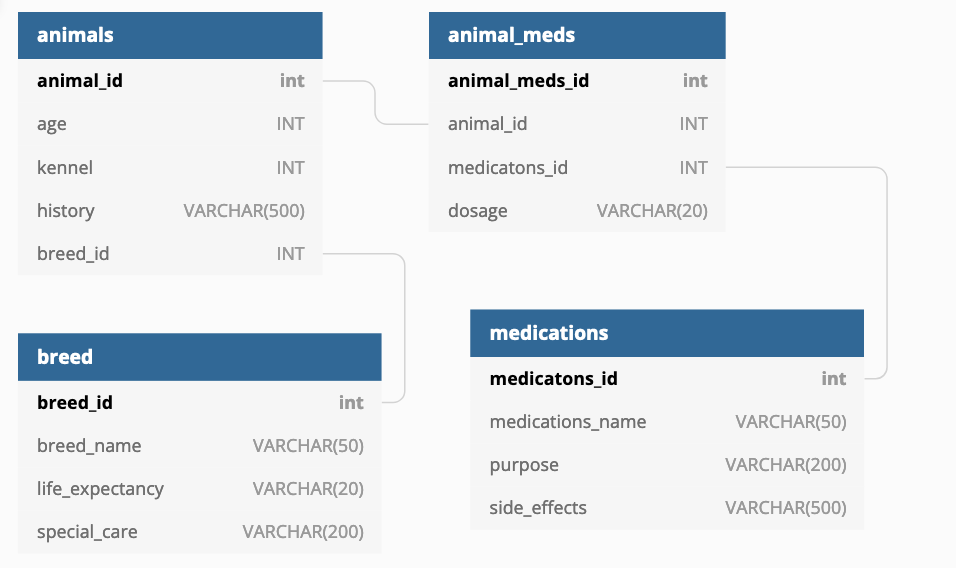 animals
animal_id int
age INT
kennel INT
history VARCHAR(500)
breed_id INT
animal_meds
animal_meds_id int
animal_id INT
medicatons_id INT
dosage VARCHAR(20)
breed
breed_id int
breed_name VARCHAR(50)
life_expectancy VARCHAR(20)
special_care VARCHAR(200)
medications
medicatons_id int
medications_name VARCHAR(50)
purpose VARCHAR(200)
side_effects VARCHAR(500)